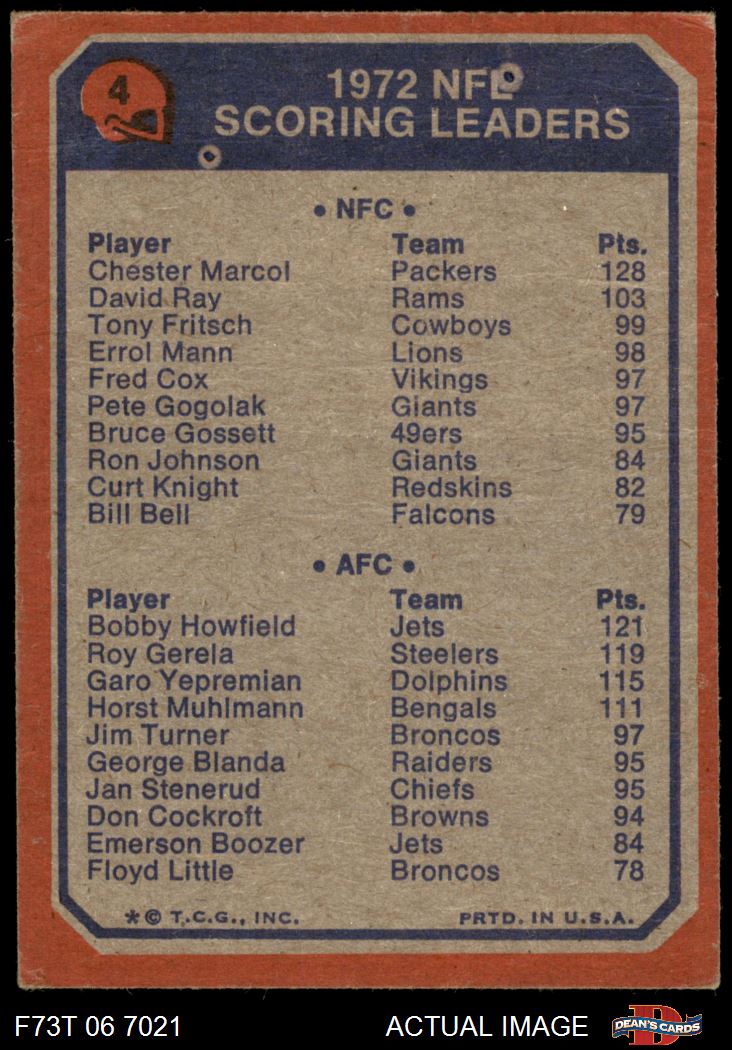 4
1972 NFL
SCORING LEADERS
• NFC •
Player Team Pts.
Chester Marcol Packers 128
David Ray Rams 103
Tony Fritsch Cowboys 99
Errol Mann Lions 98
Fred Cox Vikings 97
Pete Gogolak Giants 97
Bruce Gossett 49ers 95
Ron Johnson Giants 84
Curt Knight Redskins 82
Bill Bell Falcons 79
• AFC •
Player Team Pts.
Bobby Howfield Jets 121
Roy Gerela Steelers 119
Garo Yepremian Dolphins 115
Horst Muhlmann Bengals 111
Jim Turner Broncos 97
George Blanda Raiders 95
Jan Stenerud Chiefs 95
Don Cockroft Browns 94
Emerson Boozer Jets 84
Floyd Little Broncos 78
*© T.C.G., INC. PRTD. IN U.S.A.
F73T 06 7021 ACTUAL IMAGE D DEAN'S CARDS